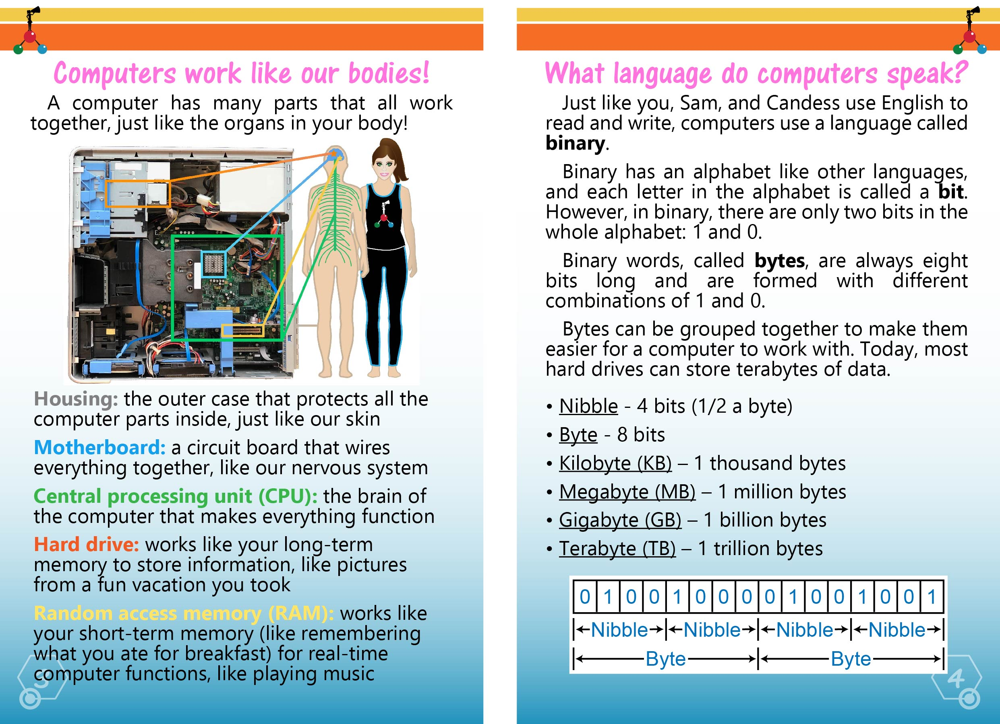 Computers work like our bodies!
A computer has many parts that all work
together, just like the organs in your body!
Housing: the outer case that protects all the
computer parts inside, just like our skin
Motherboard: a circuit board that wires
everything together, like our nervous system
Central processing unit (CPU): the brain of
the computer that makes everything function
Hard drive: works like your long-term
memory to store information, like pictures
from a fun vacation you took
Random access memory (RAM): works like
your short-term memory (like remembering
what you ate for breakfast) for real-time
computer functions, like playing music
3
What language do computers speak?
Just like you, Sam, and Candess use English to
read and write, computers use a language called
binary.
Binary has an alphabet like other languages,
and each letter in the alphabet is called a bit.
However, in binary, there are only two bits in the
whole alphabet: 1 and 0.
Binary words, called bytes, are always eight
bits long and are formed with different
combinations of 1 and 0.
Bytes can be grouped together to make them
easier for a computer to work with. Today, most
hard drives can store terabytes of data.
• Nibble - 4 bits (1/2 a byte)
• Byte - 8 bits
• Kilobyte (KB) – 1 thousand bytes
• Megabyte (MB) – 1 million bytes
• Gigabyte (GB) – 1 billion bytes
• Terabyte (TB) – 1 trillion bytes
0 1 0 0 1 0 0 0 0 1 0 0 1 0 0 1
Nibble Nibble Nibble Nibble
Byte Byte
4